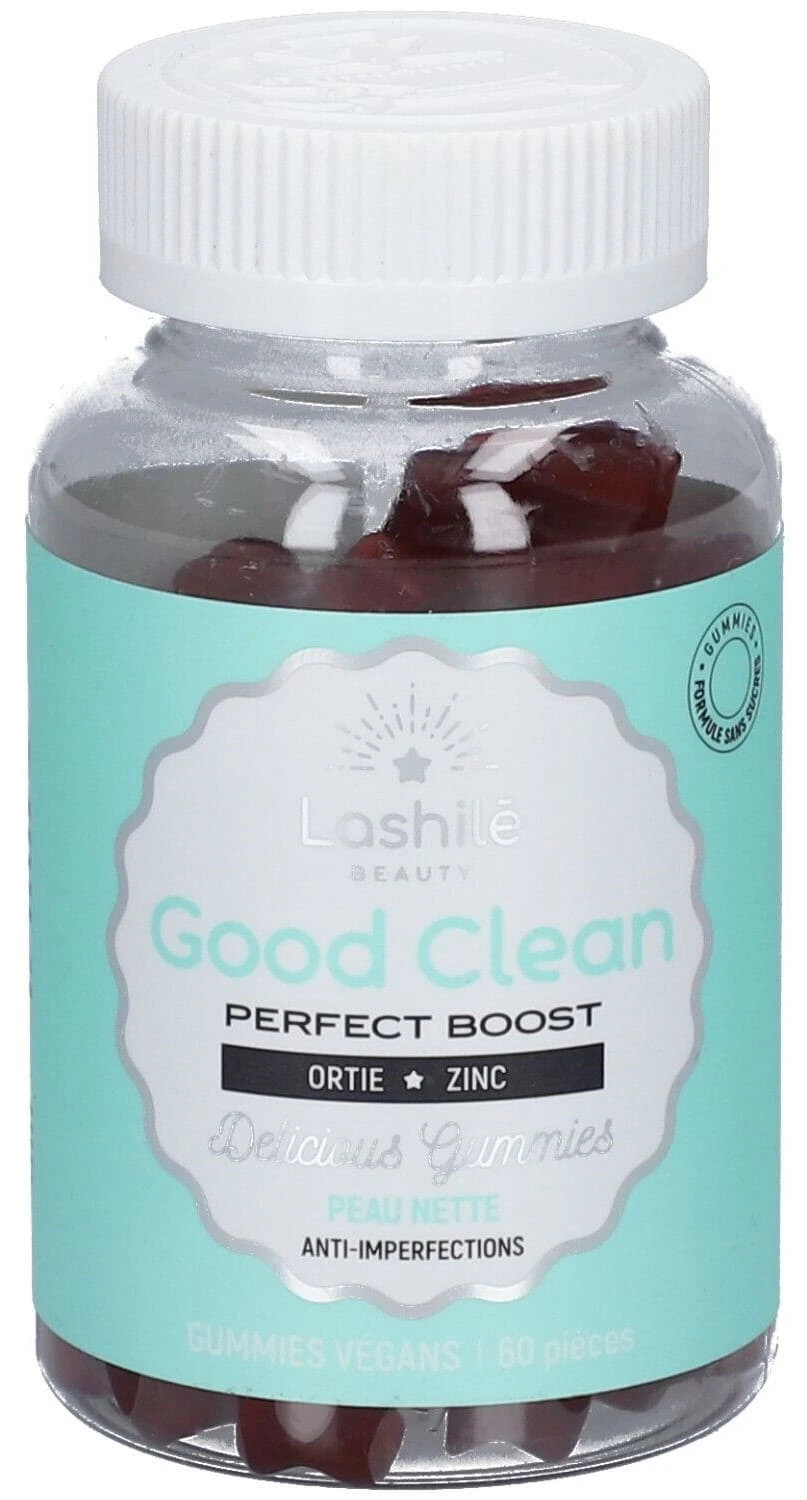 GUMMIES
FORMULE SANS SUCRES
Lashilé
BEAUTY
Good Clean
PERFECT BOOST
ORTIE ★ ZINC
Delicious Gummies
PEAU NETTE
ANTI-IMPERFECTIONS
GUMMIES VÉGANS | 60 pièces